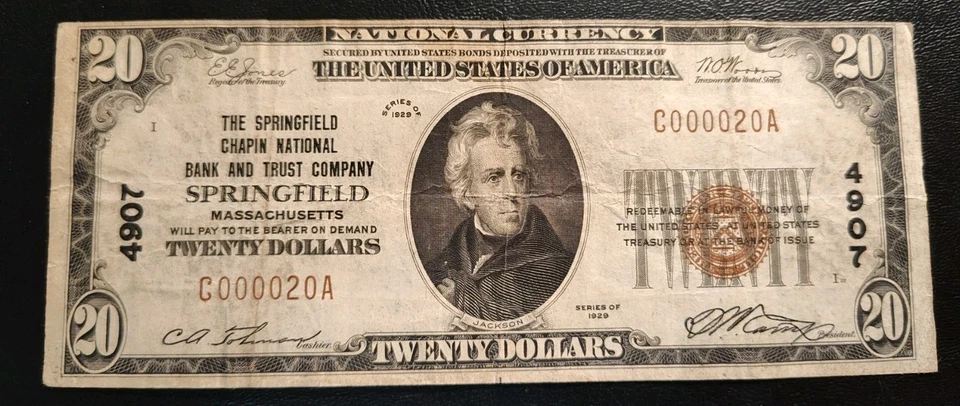 NATIONAL CURRENCY
20
20
SECURED BY UNITED STATES BONDS DEPOSITED WITH THE TREASURER OF
THE UNITED STATES OF AMERICA
E.E. Jones
Register of the Treasury
W.O. Woods
Treasurer of the United States
SERIES OF
1929
THE SPRINGFIELD
CHAPIN NATIONAL
BANK AND TRUST COMPANY
SPRINGFIELD
MASSACHUSETTS
WILL PAY TO THE BEARER ON DEMAND
TWENTY DOLLARS
C000020A
4907
I
C000020A
4907
TWENTY
REDEEMABLE IN LAWFUL MONEY OF
THE UNITED STATES AT UNITED STATES
TREASURY OR AT THE BANK OF ISSUE
I
SERIES OF
1929
JACKSON
Cashier
President
20
TWENTY DOLLARS
20